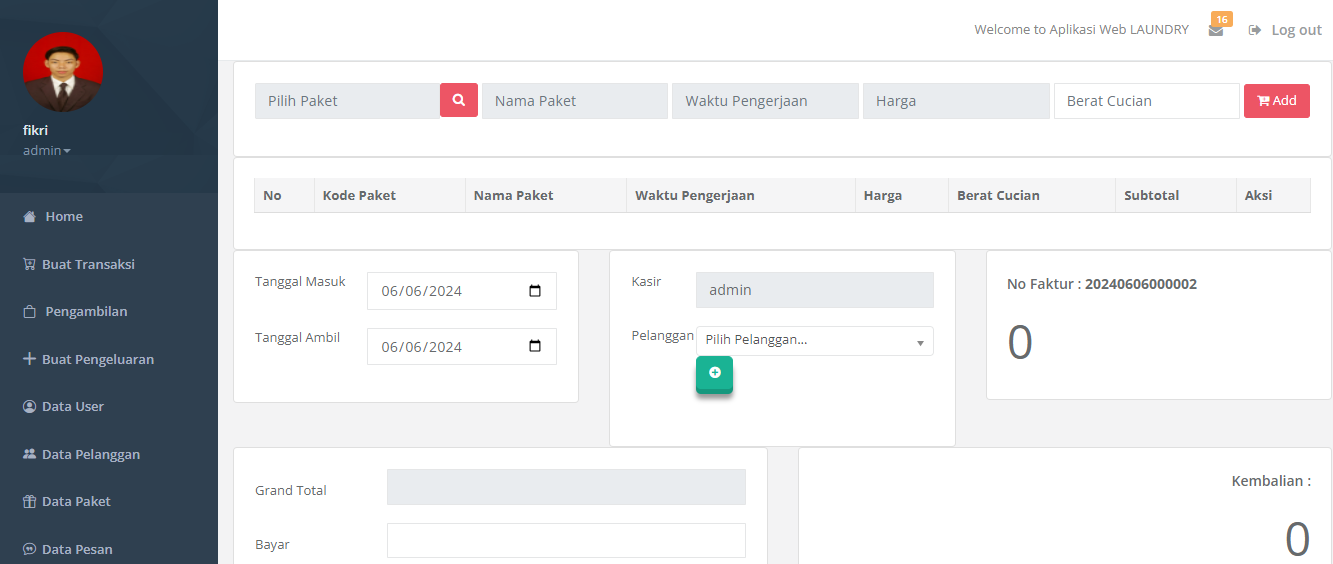 Welcome to Aplikasi Web LAUNDRY
16
Log out
fikri
admin
Home
Buat Transaksi
Pengambilan
Buat Pengeluaran
Data User
Data Pelanggan
Data Paket
Data Pesan
Pilih Paket
Nama Paket
Waktu Pengerjaan
Harga
Berat Cucian
Add
No Kode Paket Nama Paket Waktu Pengerjaan Harga Berat Cucian Subtotal Aksi
Tanggal Masuk 06/06/2024
Tanggal Ambil 06/06/2024
Kasir admin
Pelanggan Pilih Pelanggan...
No Faktur : 20240606000002
0
Grand Total
Bayar
Kembalian :
0